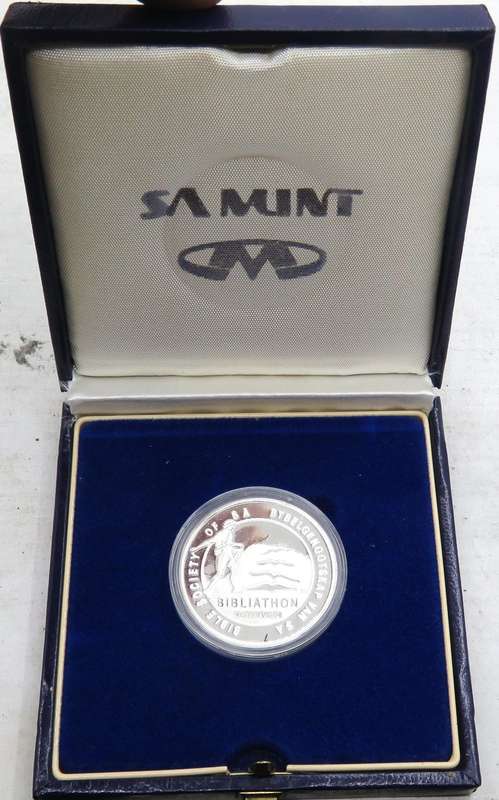 SA MINT
BIBLE SOCIETY OF SA BYBELGENOOTSKAP VAN SA
BIBLIATHON